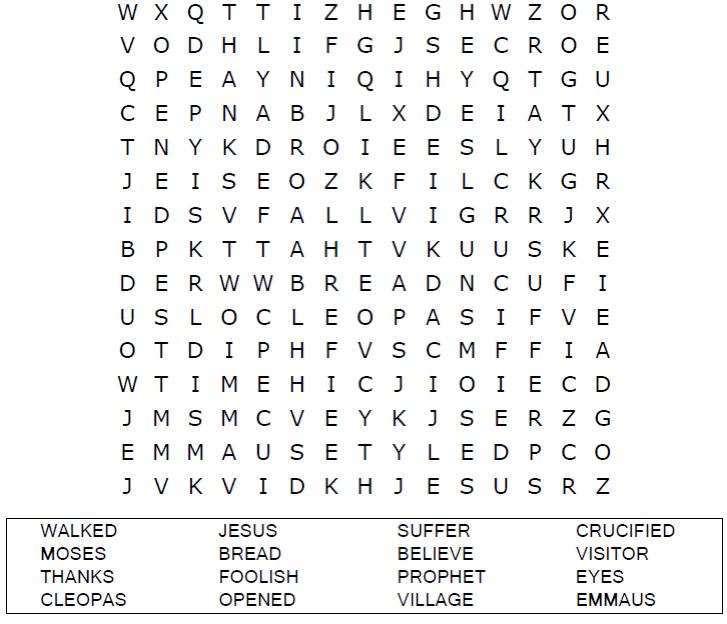 W X Q T T I Z H E G H W Z O R
V O D H L I F G J S E C R O E
Q P E A Y N I Q I H Y Q T G U
C E P N A B J L X D E I A T X
T N Y K D R O I E E S L Y U H
J E I S E O Z K F I L C K G R
I D S V F A L L V I G R R J X
B P K T T A H T V K U U S K E
D E R W W B R E A D N C U F I
U S L O C L E O P A S I F V E
O T D I P H F V S C M F F I A
W T I M E H I C J I O I E C D
J M S M C V E Y K J S E R Z G
E M M A U S E T Y L E D P C O
J V K V I D K H J E S U S R Z
WALKED JESUS SUFFER CRUCIFIED
MOSES BREAD BELIEVE VISITOR
THANKS FOOLISH PROPHET EYES
CLEOPAS OPENED VILLAGE EMMAUS